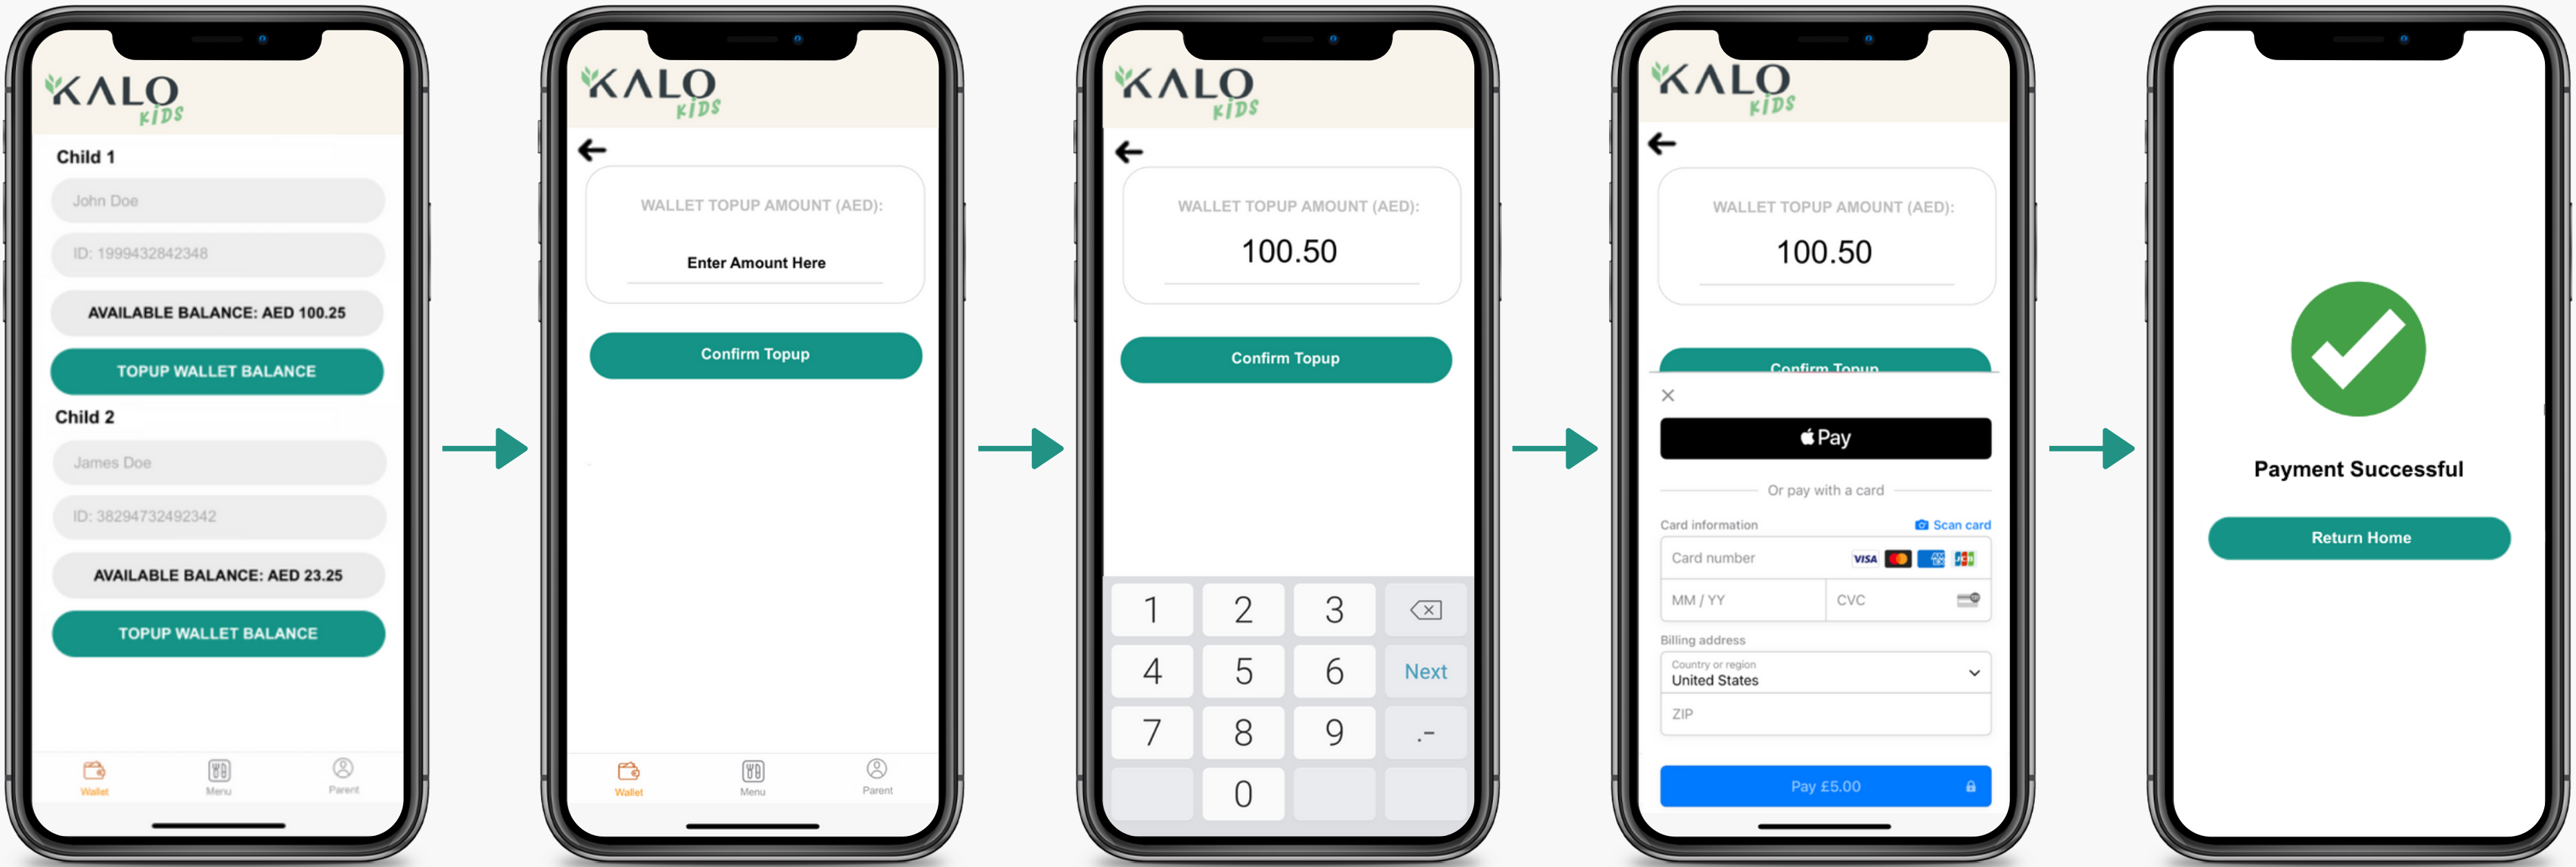 KALO
KIDS
Child 1
John Doe
ID: 1999432842348
AVAILABLE BALANCE: AED 100.25
TOPUP WALLET BALANCE
Child 2
James Doe
ID: 38294732492342
AVAILABLE BALANCE: AED 23.25
TOPUP WALLET BALANCE
Wallet Menu Parent
KALO
KIDS
WALLET TOPUP AMOUNT (AED):
Enter Amount Here
Confirm Topup
Wallet Menu Parent
KALO
KIDS
WALLET TOPUP AMOUNT (AED):
100.50
Confirm Topup
1 2 3
4 5 6 Next
7 8 9 .-
0
KALO
KIDS
WALLET TOPUP AMOUNT (AED):
100.50
Confirm Topup
Pay
Or pay with a card
Card information Scan card
Card number VISA AM EX JCB
MM / YY CVC
Billing address
Country or region
United States
ZIP
Pay £5.00
Payment Successful
Return Home